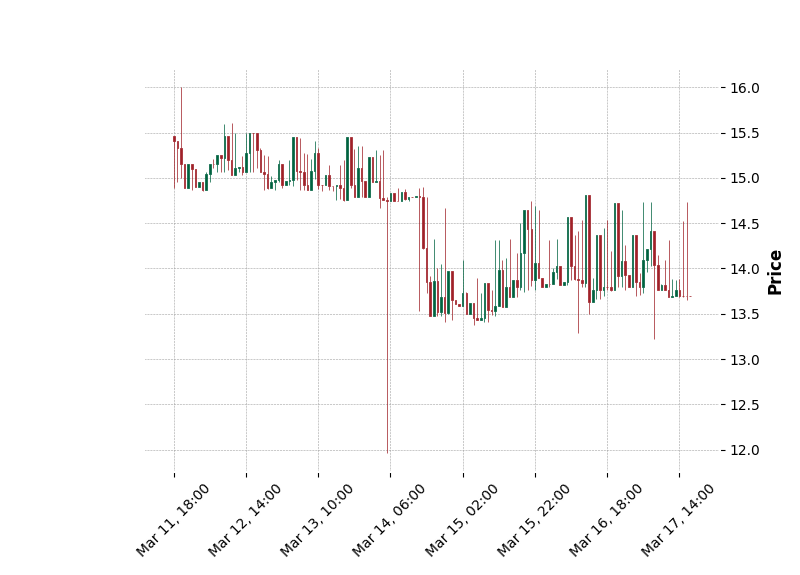 16.0
15.5
15.0
14.5
14.0
13.5
13.0
12.5
12.0
Price
Mar 11, 18:00
Mar 12, 14:00
Mar 13, 10:00
Mar 14, 06:00
Mar 15, 02:00
Mar 15, 22:00
Mar 16, 18:00
Mar 17, 14:00